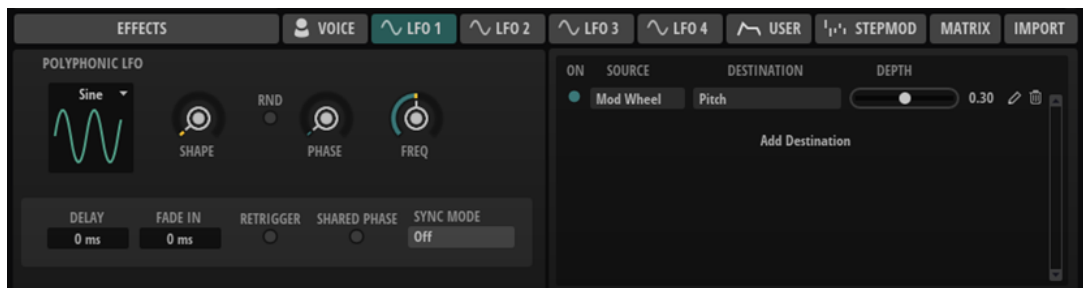 EFFECTS VOICE LFO 1 LFO 2 LFO 3 LFO 4 USER STEPMOD MATRIX IMPORT
POLYPHONIC LFO
Sine
RND
SHAPE PHASE FREQ
DELAY FADE IN RETRIGGER SHARED PHASE SYNC MODE
0 ms 0 ms Off
ON SOURCE DESTINATION DEPTH
Mod Wheel Pitch 0.30
Add Destination